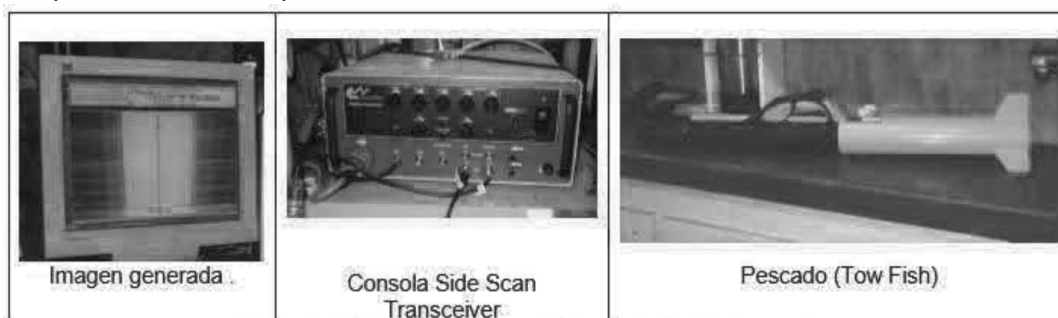 Imagen generada .
Consola Side Scan
Transceiver
Pescado (Tow Fish)